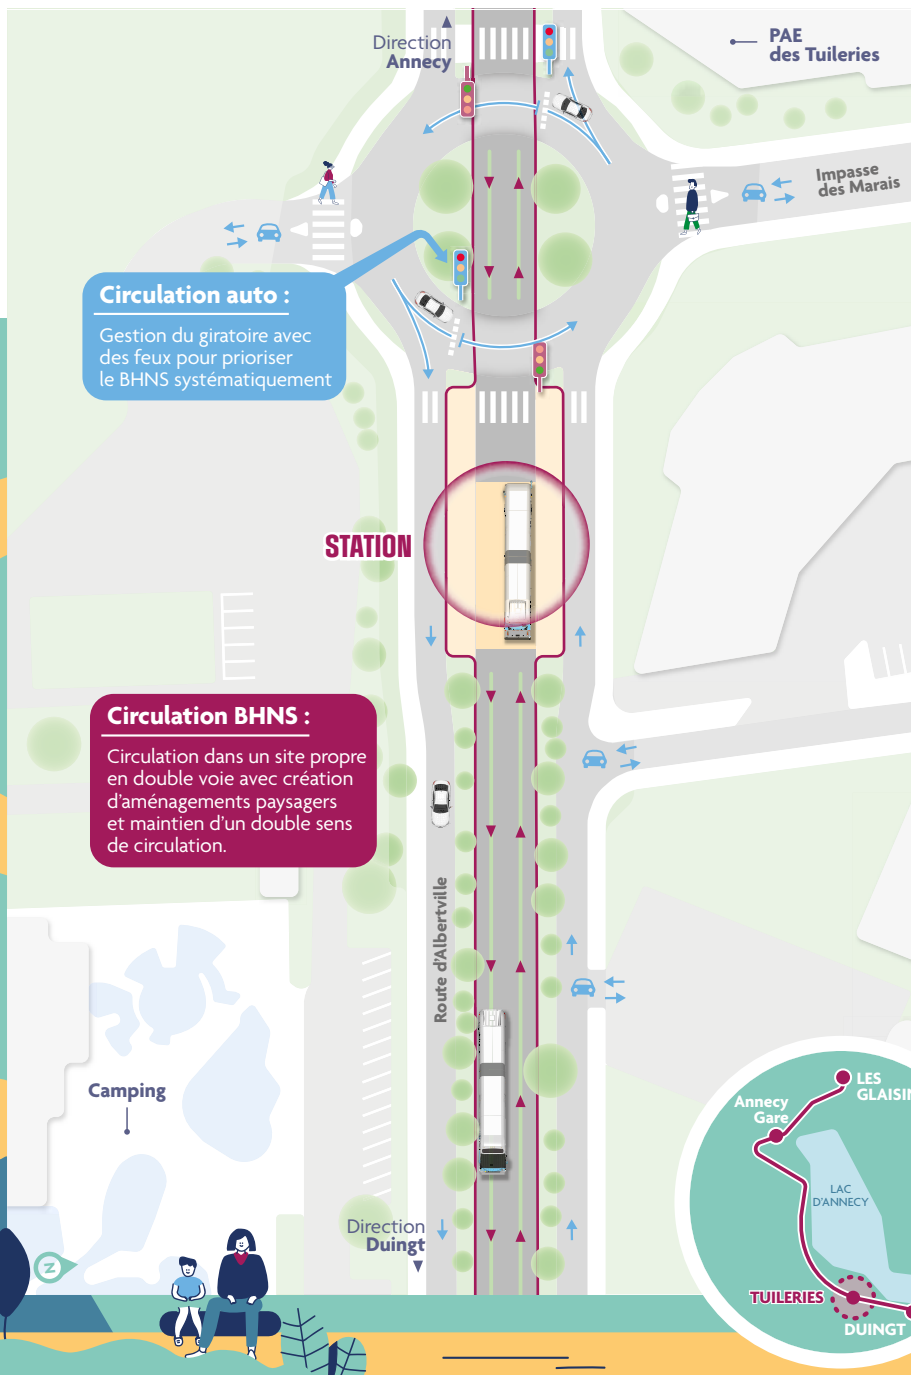 Direction
Annecy
PAE
des Tuileries
Impasse
des Marais
Circulation auto :
Gestion du giratoire avec
des feux pour prioriser
le BHNS systématiquement
STATION
Circulation BHNS :
Circulation dans un site propre
en double voie avec création
d'aménagements paysagers
et maintien d'un double sens
de circulation.
Route d'Albertville
Camping
Direction
Duingt
N
LES
GLAISIN
Annecy
Gare
LAC
D'ANNECY
TUILERIES
DUINGT